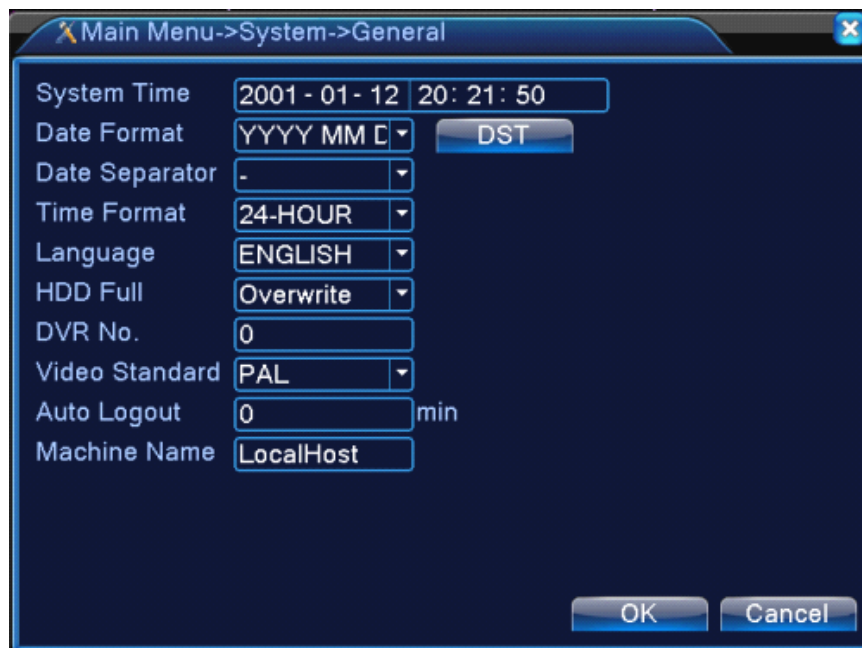 Main Menu->System->General
System Time 2001 - 01 - 12 20: 21: 50
Date Format YYYY MM D DST
Date Separator -
Time Format 24-HOUR
Language ENGLISH
HDD Full Overwrite
DVR No. 0
Video Standard PAL
Auto Logout 0 min
Machine Name LocalHost
OK Cancel